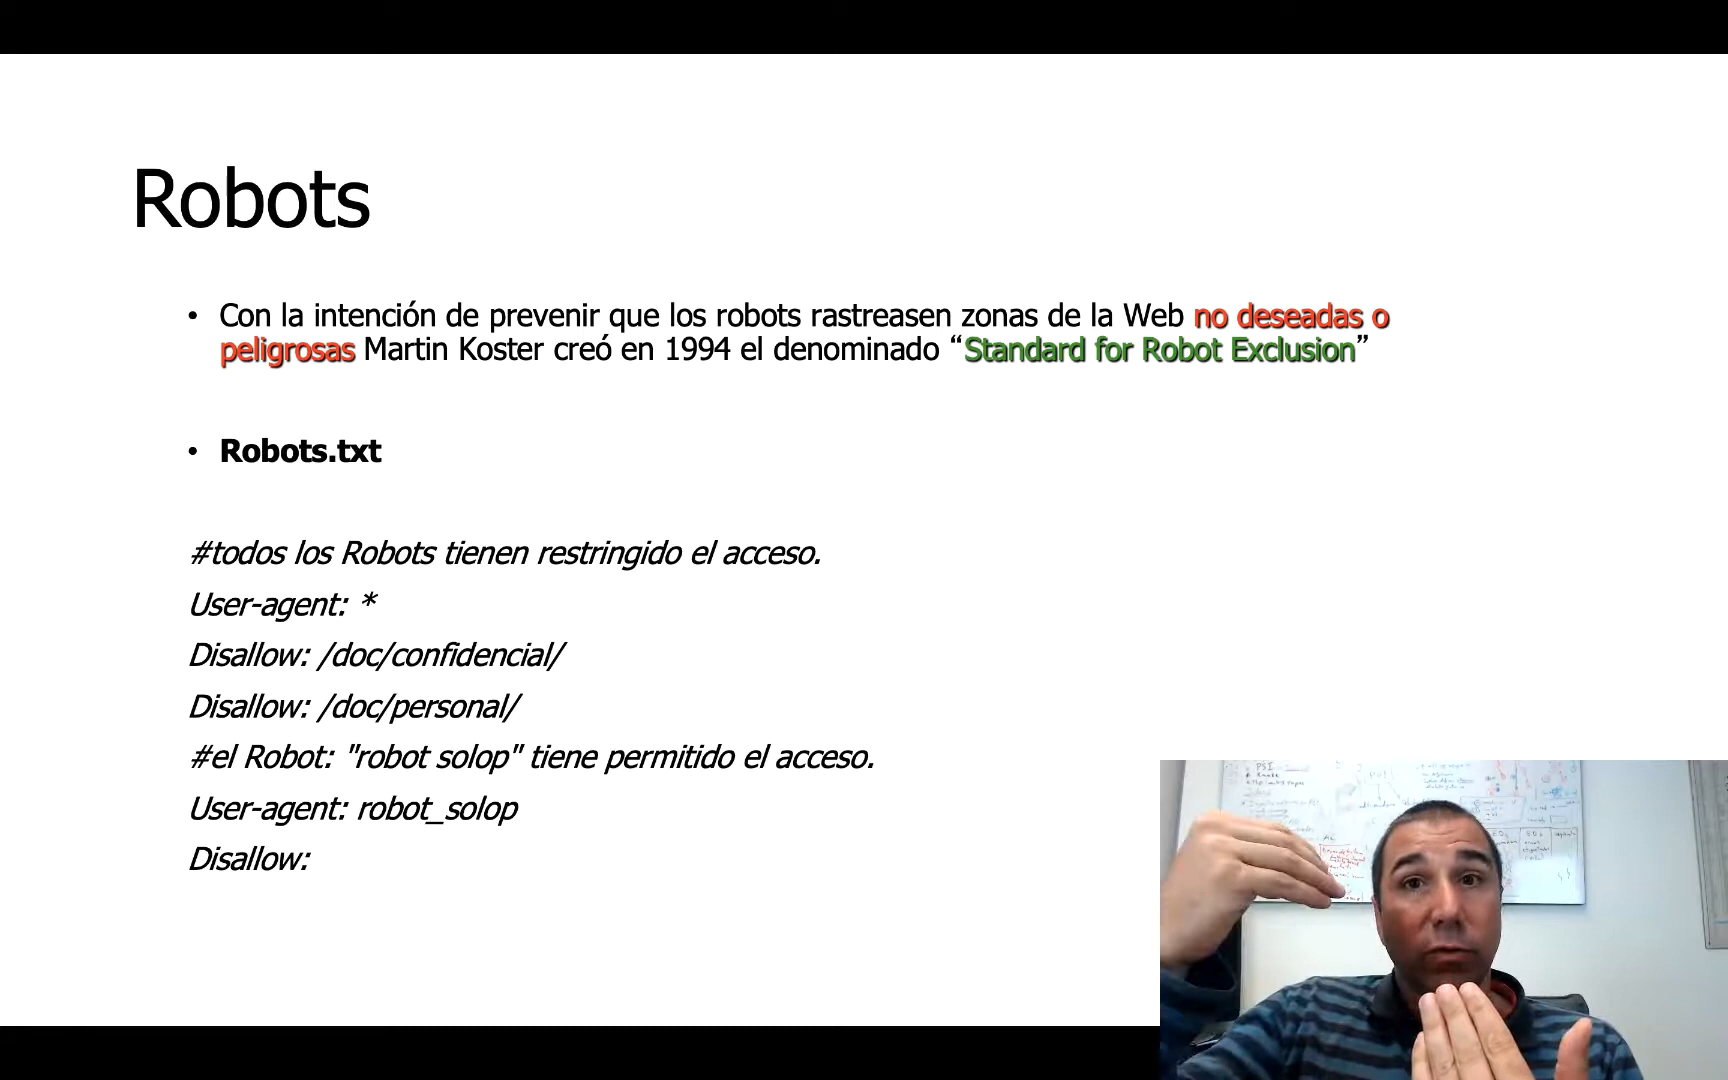 Robots
• Con la intención de prevenir que los robots rastreasen zonas de la Web no deseadas o
peligrosas Martin Koster creó en 1994 el denominado “Standard for Robot Exclusion”
• Robots.txt
#todos los Robots tienen restringido el acceso.
User-agent: *
Disallow: /doc/confidencial/
Disallow: /doc/personal/
#el Robot: "robot solop" tiene permitido el acceso.
User-agent: robot_solop
Disallow:
PSI